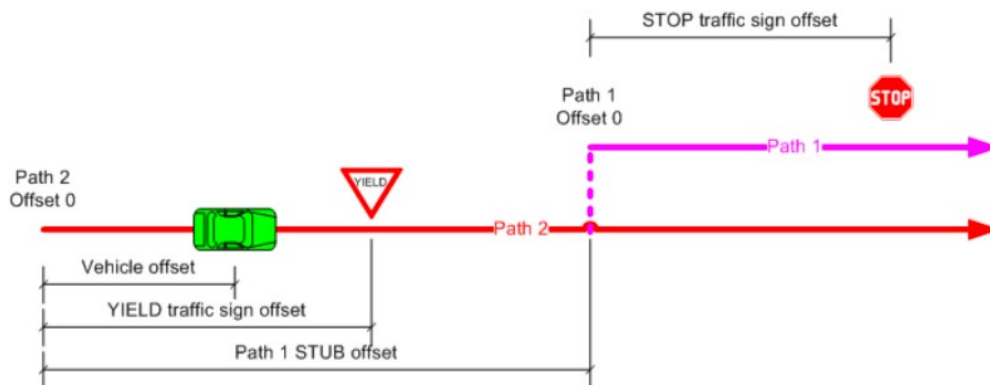 STOP traffic sign offset
STOP
Path 1
Offset 0
Path 1
Path 2
Offset 0
YIELD
Path 2
Vehicle offset
YIELD traffic sign offset
Path 1 STUB offset